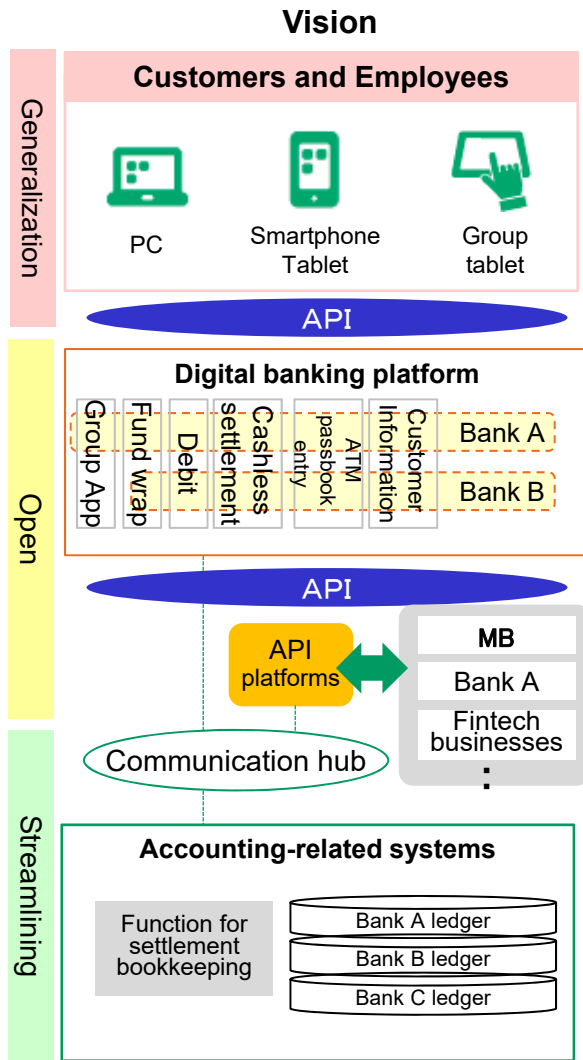 Vision
Generalization
Customers and Employees
PC
Smartphone
Tablet
Group
tablet
API
Open
Digital banking platform
Group App
Fund wrap
Debit
Cashless
settlement
ATM
passbook
entry
Customer
Information
Bank A
Bank B
API
API
platforms
MB
Bank A
Fintech
businesses
:
Communication hub
Streamlining
Accounting-related systems
Function for
settlement
bookkeeping
Bank A ledger
Bank B ledger
Bank C ledger